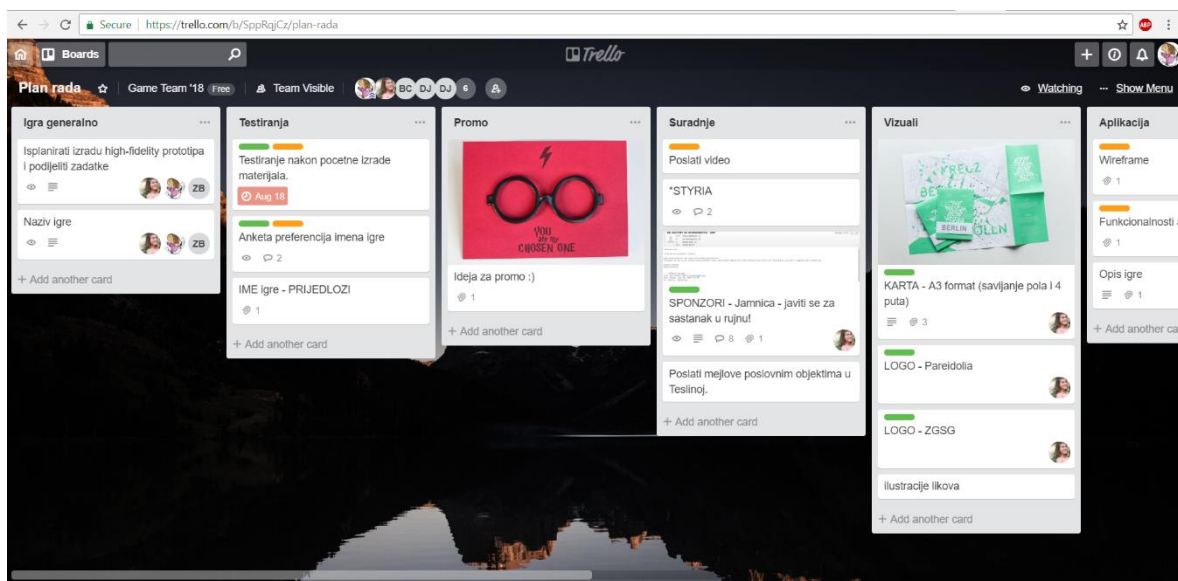 Secure | https://trello.com/b/SppRqjCz/plan-rada
ABP
Boards
Trello
Plan rada
Game Team '18 Free
Team Visible
BC DJ DJ 6
Watching
... Show Menu
Igra generalno
Isplanirati izradu high-fidelity prototipa
i podijeliti zadatke
ZB
Naziv igre
ZB
+ Add another card
Testiranja
Testiranje nakon pocetne izrade
materijala.
Aug 18
Anketa preferencija imena igre
2
IME igre - PRIJEDLOZI
1
+ Add another card
Promo
YOU
ARE THE
CHOSEN ONE
Ideja za promo :)
1
+ Add another card
Suradnje
Poslati video
*STYRIA
2
SPONZORI - Jamnica - javiti se za
sastanak u rujnu!
8 1
Poslati mejlove poslovnim objektima u
Teslinoj.
+ Add another card
Vizuali
KREUZ
BERLIN
KARTA - A3 format (savijanje pola i 4
puta)
3
LOGO - Pareidolia
LOGO - ZGSG
ilustracije likova
+ Add another card
Aplikacija
Wireframe
1
Funkcionalnosti a
1
Opis igre
1
+ Add another ca